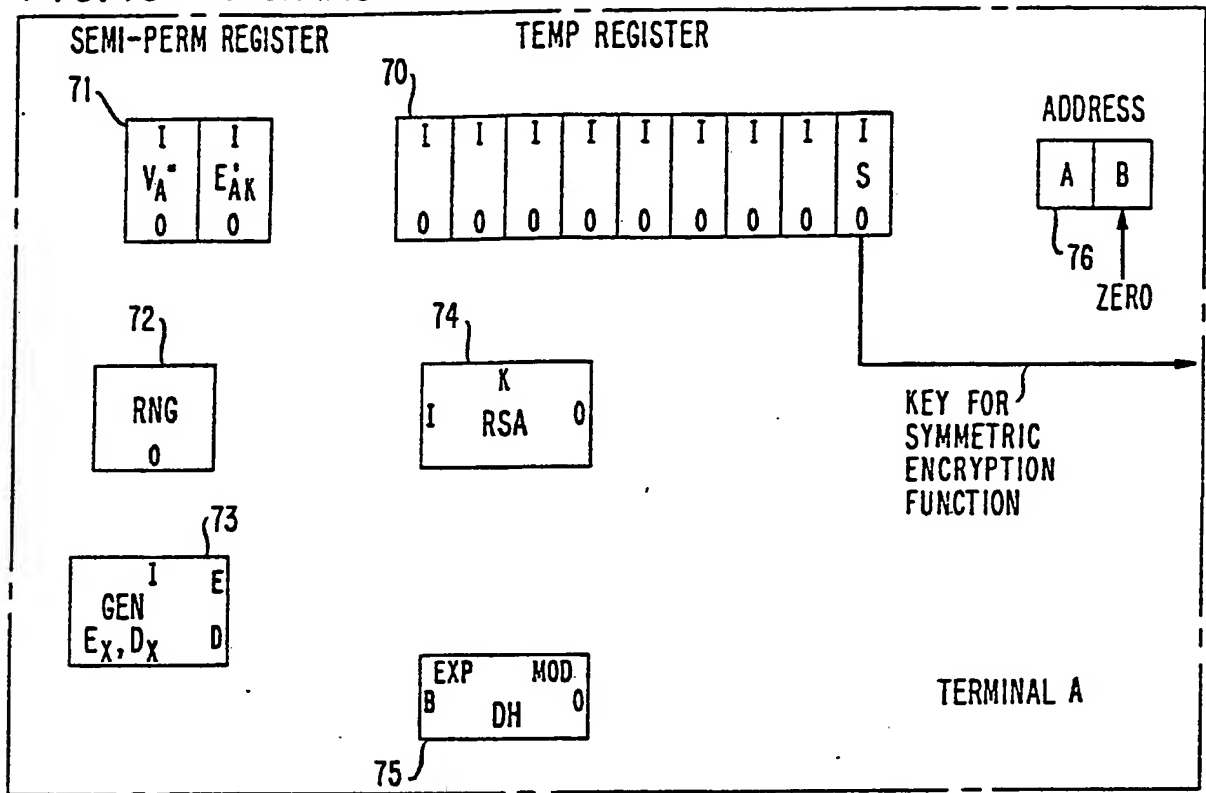 SEMI-PERM REGISTER
TEMP REGISTER
71
70
ADDRESS
I I
V_A" E'_AK
0 0
I I I I I I I I
S
0 0 0 0 0 0 0 0
A B
76
ZERO
72
RNG
0
74
K
I RSA 0
KEY FOR
SYMMETRIC
ENCRYPTION
FUNCTION
73
I E
GEN
E_X, D_X D
EXP MOD
B 0
DH
75
TERMINAL A